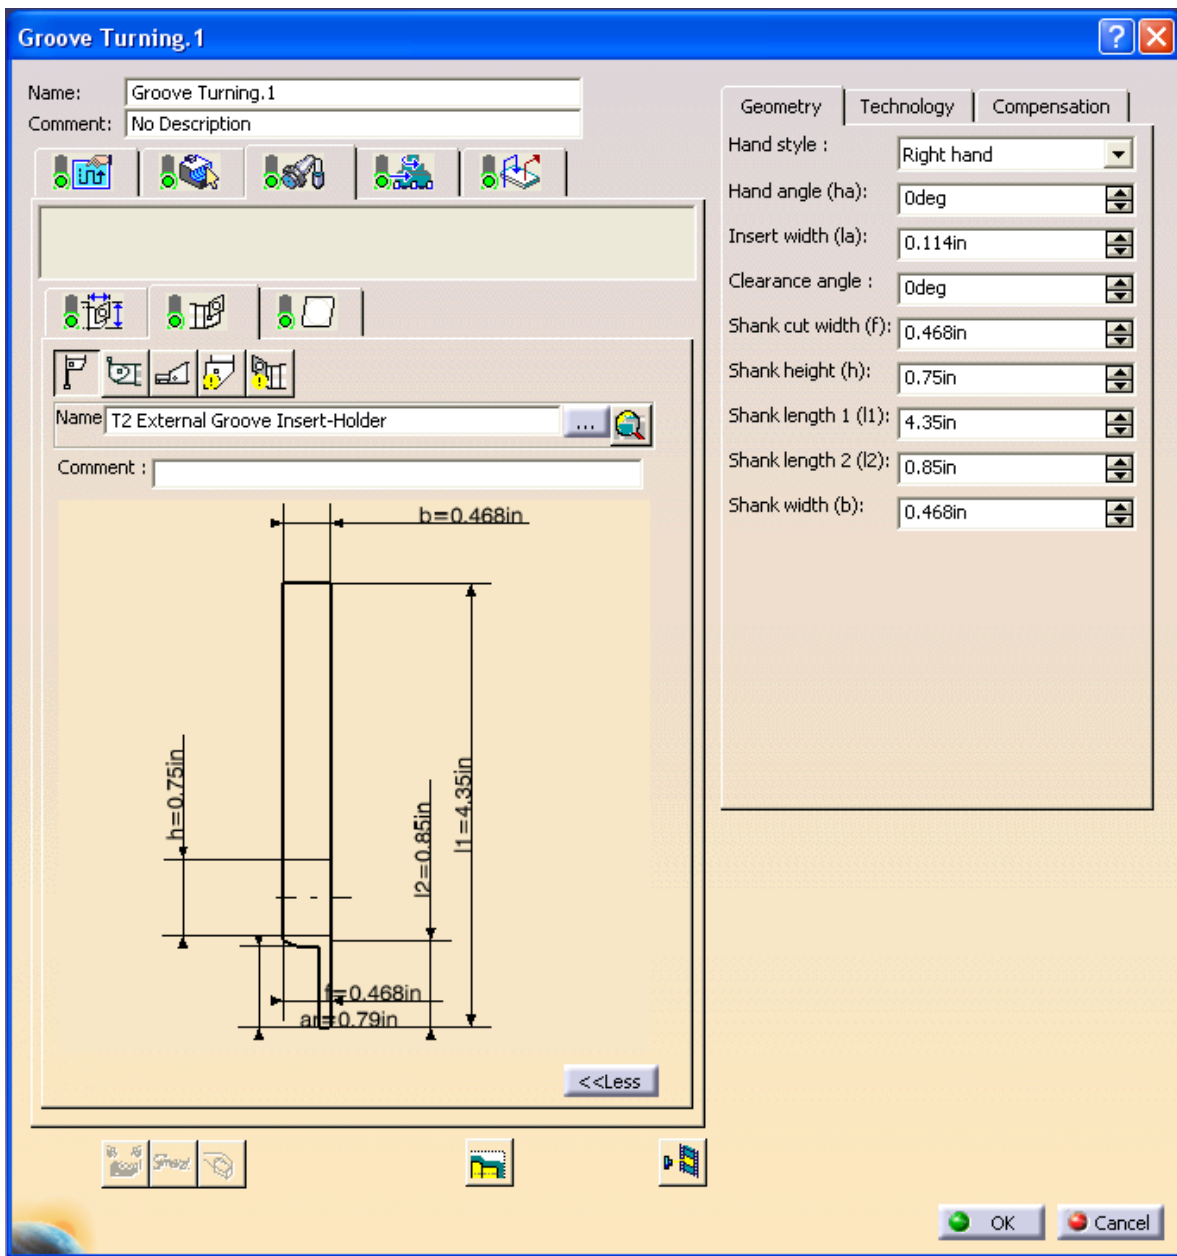 Groove Turning.1
Name: Groove Turning.1
Comment: No Description
Name T2 External Groove Insert-Holder ...
Comment :
b=0.468in
h=0.75in
l2=0.85in
l1=4.35in
f=0.468in
ar=0.79in
<<Less
Geometry Technology Compensation
Hand style : Right hand
Hand angle (ha): 0deg
Insert width (la): 0.114in
Clearance angle : 0deg
Shank cut width (f): 0.468in
Shank height (h): 0.75in
Shank length 1 (l1): 4.35in
Shank length 2 (l2): 0.85in
Shank width (b): 0.468in
OK Cancel